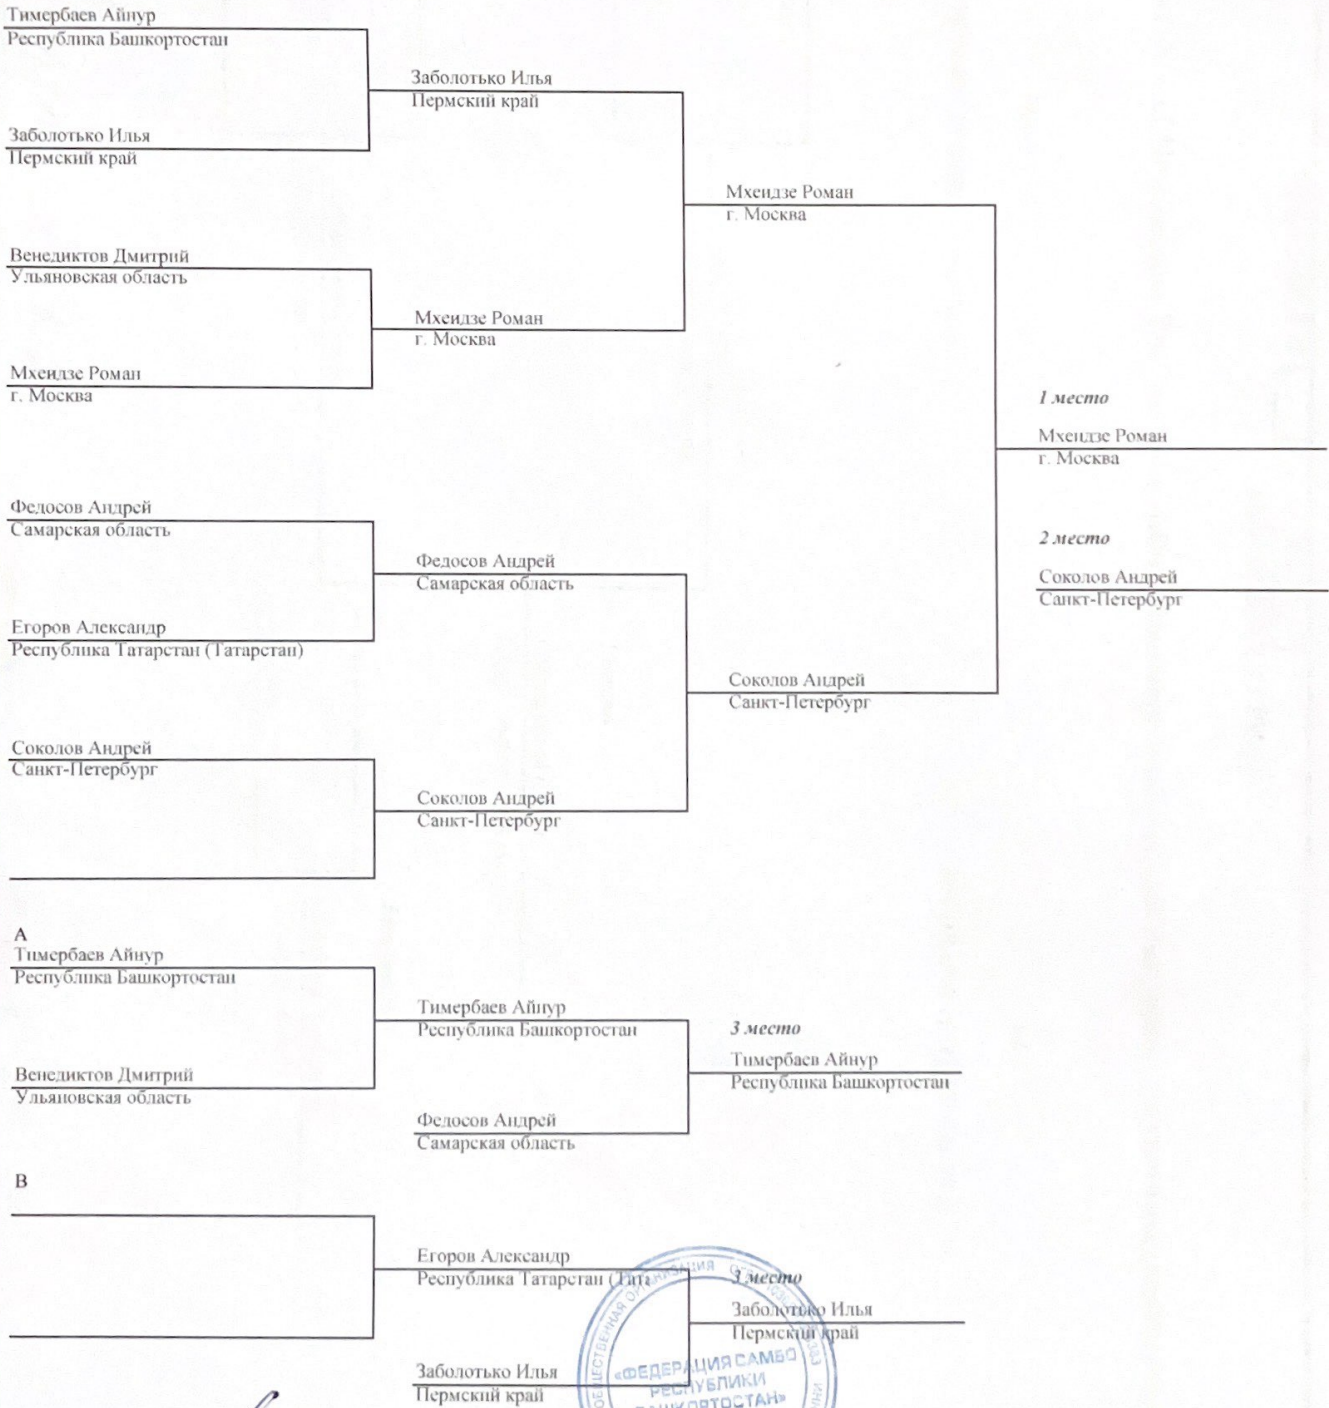 Тимербаев Айнур
Республика Башкортостан
Заболотько Илья
Пермский край
Заболотько Илья
Пермский край
Мхеидзе Роман
г. Москва
Венедиктов Дмитрий
Ульяновская область
Мхеидзе Роман
г. Москва
Мхеидзе Роман
г. Москва
1 место
Мхеидзе Роман
г. Москва
Федосов Андрей
Самарская область
2 место
Федосов Андрей
Самарская область
Соколов Андрей
Санкт-Петербург
Егоров Александр
Республика Татарстан (Татарстан)
Соколов Андрей
Санкт-Петербург
Соколов Андрей
Санкт-Петербург
Соколов Андрей
Санкт-Петербург
А
Тимербаев Айнур
Республика Башкортостан
Тимербаев Айнур
Республика Башкортостан
3 место
Тимербаев Айнур
Республика Башкортостан
Венедиктов Дмитрий
Ульяновская область
Федосов Андрей
Самарская область
В
Егоров Александр
Республика Татарстан (Тата
3 место
Заболотько Илья
Пермский край
Заболотько Илья
Пермский край
ОБЩЕСТВЕННАЯ ОРГАНИЗАЦИЯ
«ФЕДЕРАЦИЯ САМБО
РЕСПУБЛИКИ
БАШКОРТОСТАН»